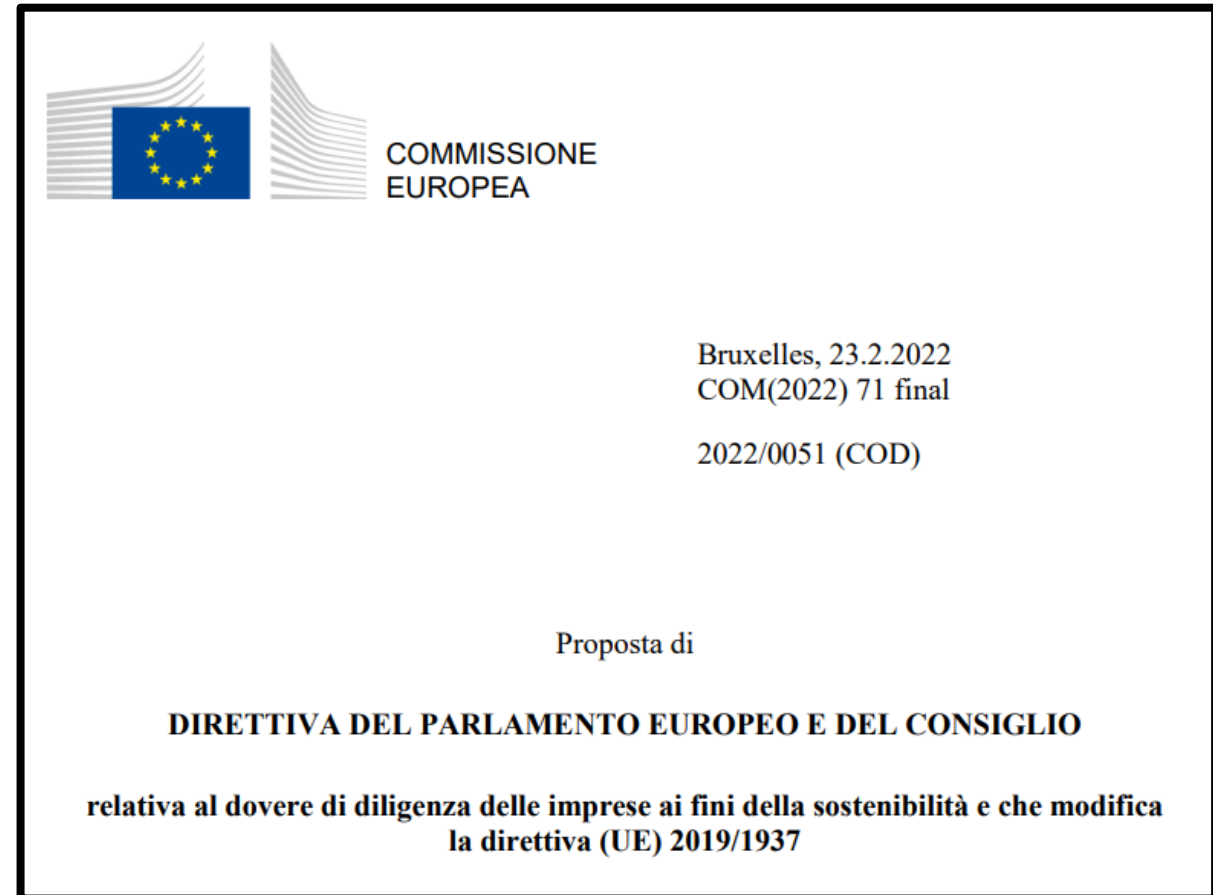 COMMISSIONE
EUROPEA
Bruxelles, 23.2.2022
COM(2022) 71 final
2022/0051 (COD)
Proposta di
DIRETTIVA DEL PARLAMENTO EUROPEO E DEL CONSIGLIO
relativa al dovere di diligenza delle imprese ai fini della sostenibilità e che modifica
la direttiva (UE) 2019/1937